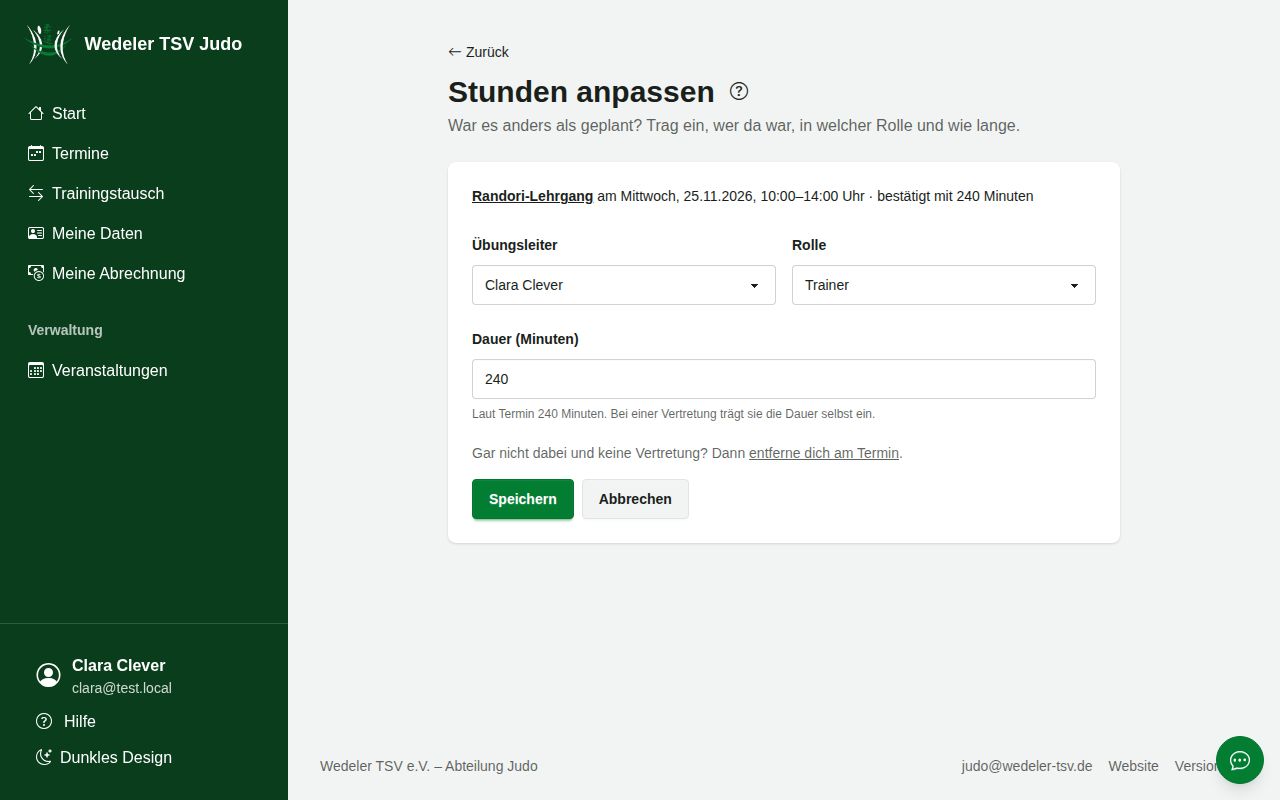 Wedeler TSV Judo
Start
Termine
Trainingstausch
Meine Daten
Meine Abrechnung
Verwaltung
Veranstaltungen
Clara Clever
clara@test.local
Hilfe
Dunkles Design
← Zurück
Stunden anpassen
War es anders als geplant? Trag ein, wer da war, in welcher Rolle und wie lange.
Randori-Lehrgang am Mittwoch, 25.11.2026, 10:00–14:00 Uhr · bestätigt mit 240 Minuten
Übungsleiter Rolle
Clara Clever Trainer
Dauer (Minuten)
240
Laut Termin 240 Minuten. Bei einer Vertretung trägt sie die Dauer selbst ein.
Gar nicht dabei und keine Vertretung? Dann entferne dich am Termin.
Speichern Abbrechen
Wedeler TSV e.V. – Abteilung Judo judo@wedeler-tsv.de Website